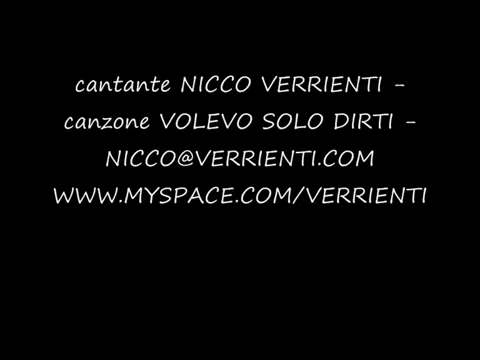 cantante NICCO VERRIENTI -
canzone VOLEVO SOLO DIRTI -
NICCO@VERRIENTI.COM
WWW.MYSPACE.COM/VERRIENTI